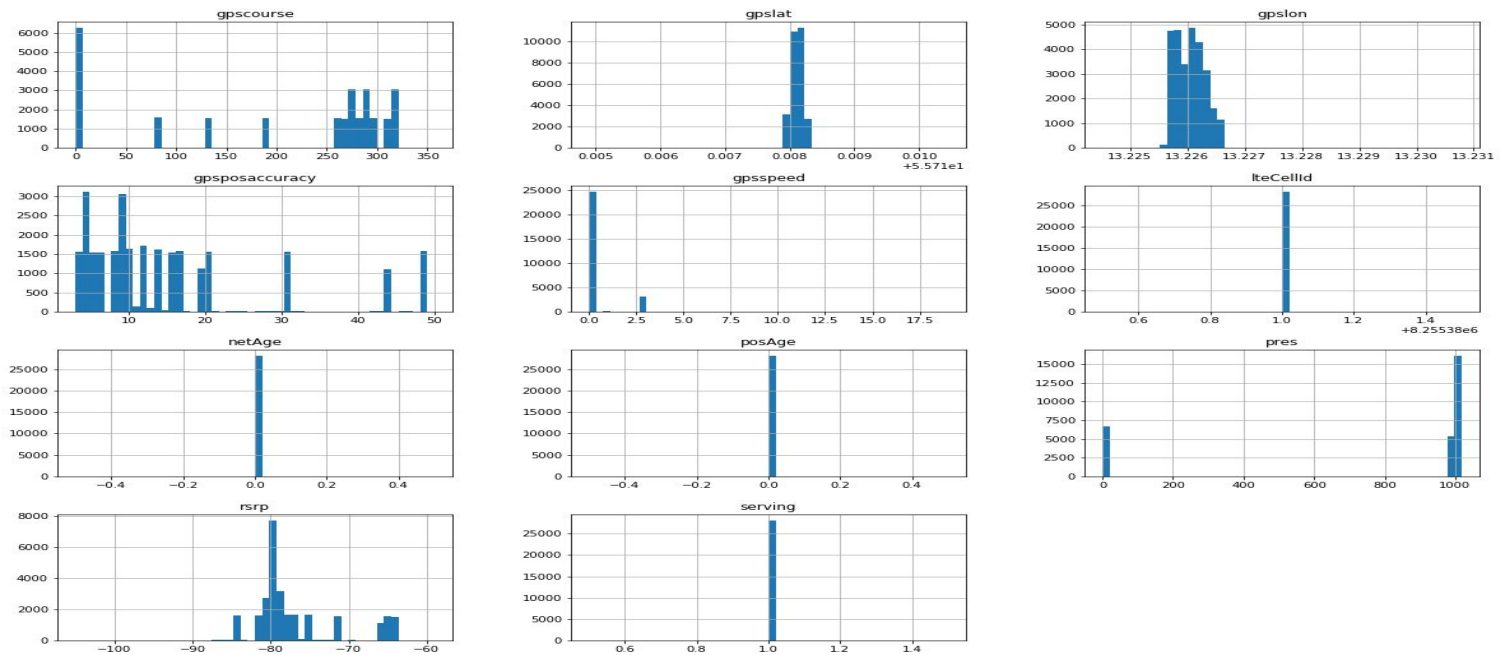 gpscourse
6000
5000
4000
3000
2000
1000
0
0 50 100 150 200 250 300 350
gpslat
10000
8000
6000
4000
2000
0
0.005 0.006 0.007 0.008 0.009 0.010
+5.571e1
gpslon
5000
4000
3000
2000
1000
0
13.225 13.226 13.227 13.228 13.229 13.230 13.231
gpsposaccuracy
3000
2500
2000
1500
1000
500
0
10 20 30 40 50
gpsspeed
25000
20000
15000
10000
5000
0
0.0 2.5 5.0 7.5 10.0 12.5 15.0 17.5
lteCellId
25000
20000
15000
10000
5000
0
0.6 0.8 1.0 1.2 1.4
+8.25538e6
netAge
25000
20000
15000
10000
5000
0
−0.4 −0.2 0.0 0.2 0.4
posAge
25000
20000
15000
10000
5000
0
−0.4 −0.2 0.0 0.2 0.4
pres
15000
12500
10000
7500
5000
2500
0
0 200 400 600 800 1000
rsrp
8000
6000
4000
2000
0
−100 −90 −80 −70 −60
serving
25000
20000
15000
10000
5000
0
0.6 0.8 1.0 1.2 1.4